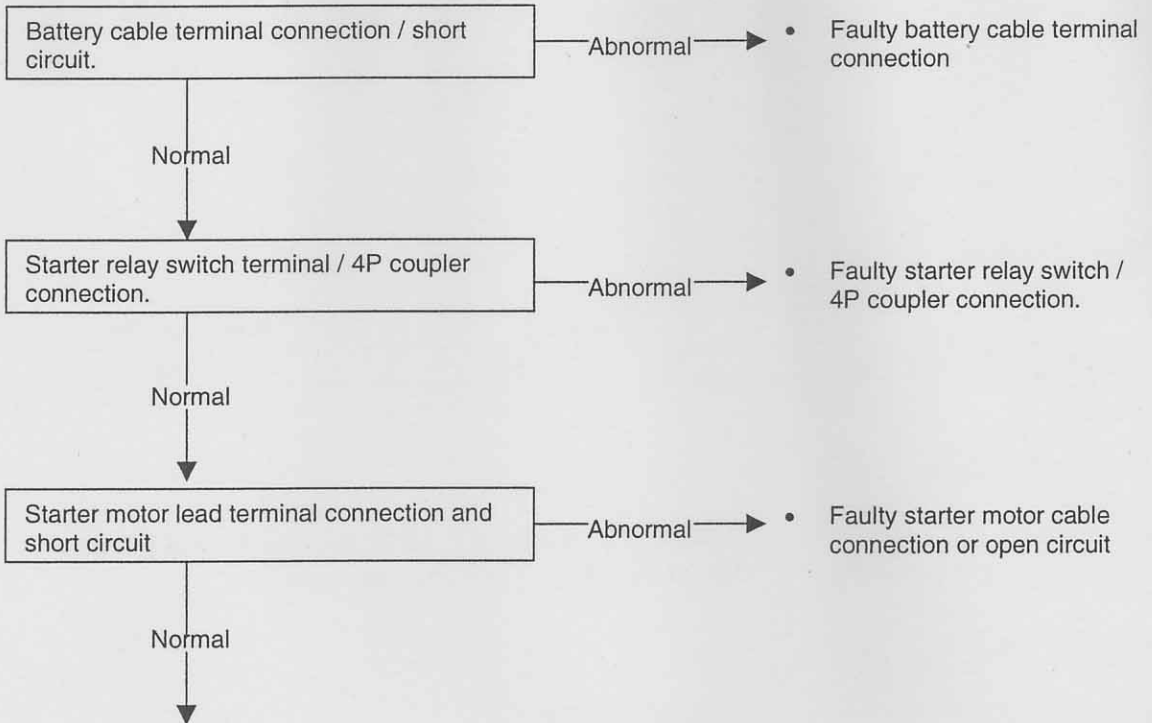 Battery cable terminal connection / short
circuit.
Abnormal
• Faulty battery cable terminal
connection
Normal
Starter relay switch terminal / 4P coupler
connection.
Abnormal
• Faulty starter relay switch /
4P coupler connection.
Normal
Starter motor lead terminal connection and
short circuit
Abnormal
• Faulty starter motor cable
connection or open circuit
Normal